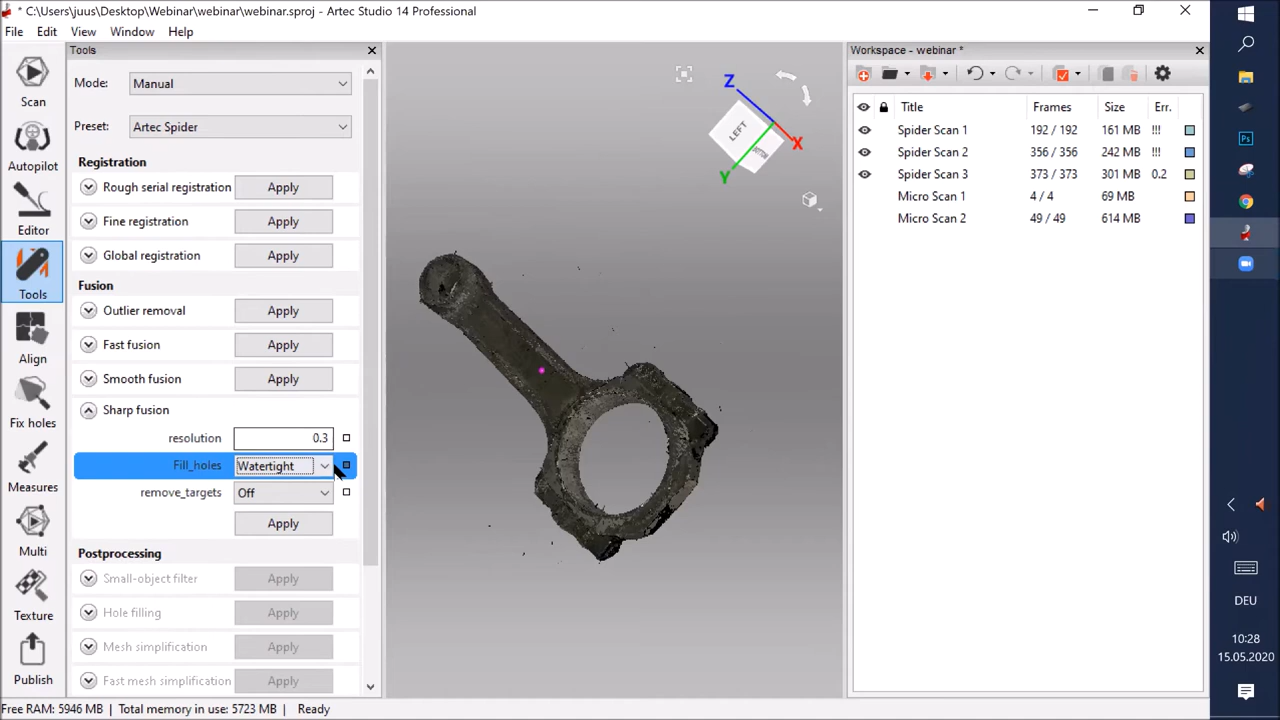 * C:\Users\juus\Desktop\Webinar\webinar\webinar.sproj - Artec Studio 14 Professional
File Edit View Window Help
Tools
Workspace - webinar *
Scan
Autopilot
Editor
Tools
Align
Fix holes
Measures
Multi
Texture
Publish
Mode: Manual
Preset: Artec Spider
Registration
Rough serial registration Apply
Fine registration Apply
Global registration Apply
Fusion
Outlier removal Apply
Fast fusion Apply
Smooth fusion Apply
Sharp fusion
resolution 0.3
Fill_holes Watertight
remove_targets Off
Apply
Postprocessing
Small-object filter Apply
Hole filling Apply
Mesh simplification Apply
Fast mesh simplification Apply
Z
X
Y
LEFT
BOTTOM
Title Frames Size Err.
Spider Scan 1 192 / 192 161 MB !!!
Spider Scan 2 356 / 356 242 MB !!!
Spider Scan 3 373 / 373 301 MB 0.2
Micro Scan 1 4 / 4 69 MB
Micro Scan 2 49 / 49 614 MB
Ps
DEU
10:28
15.05.2020
Free RAM: 5946 MB | Total memory in use: 5723 MB | Ready